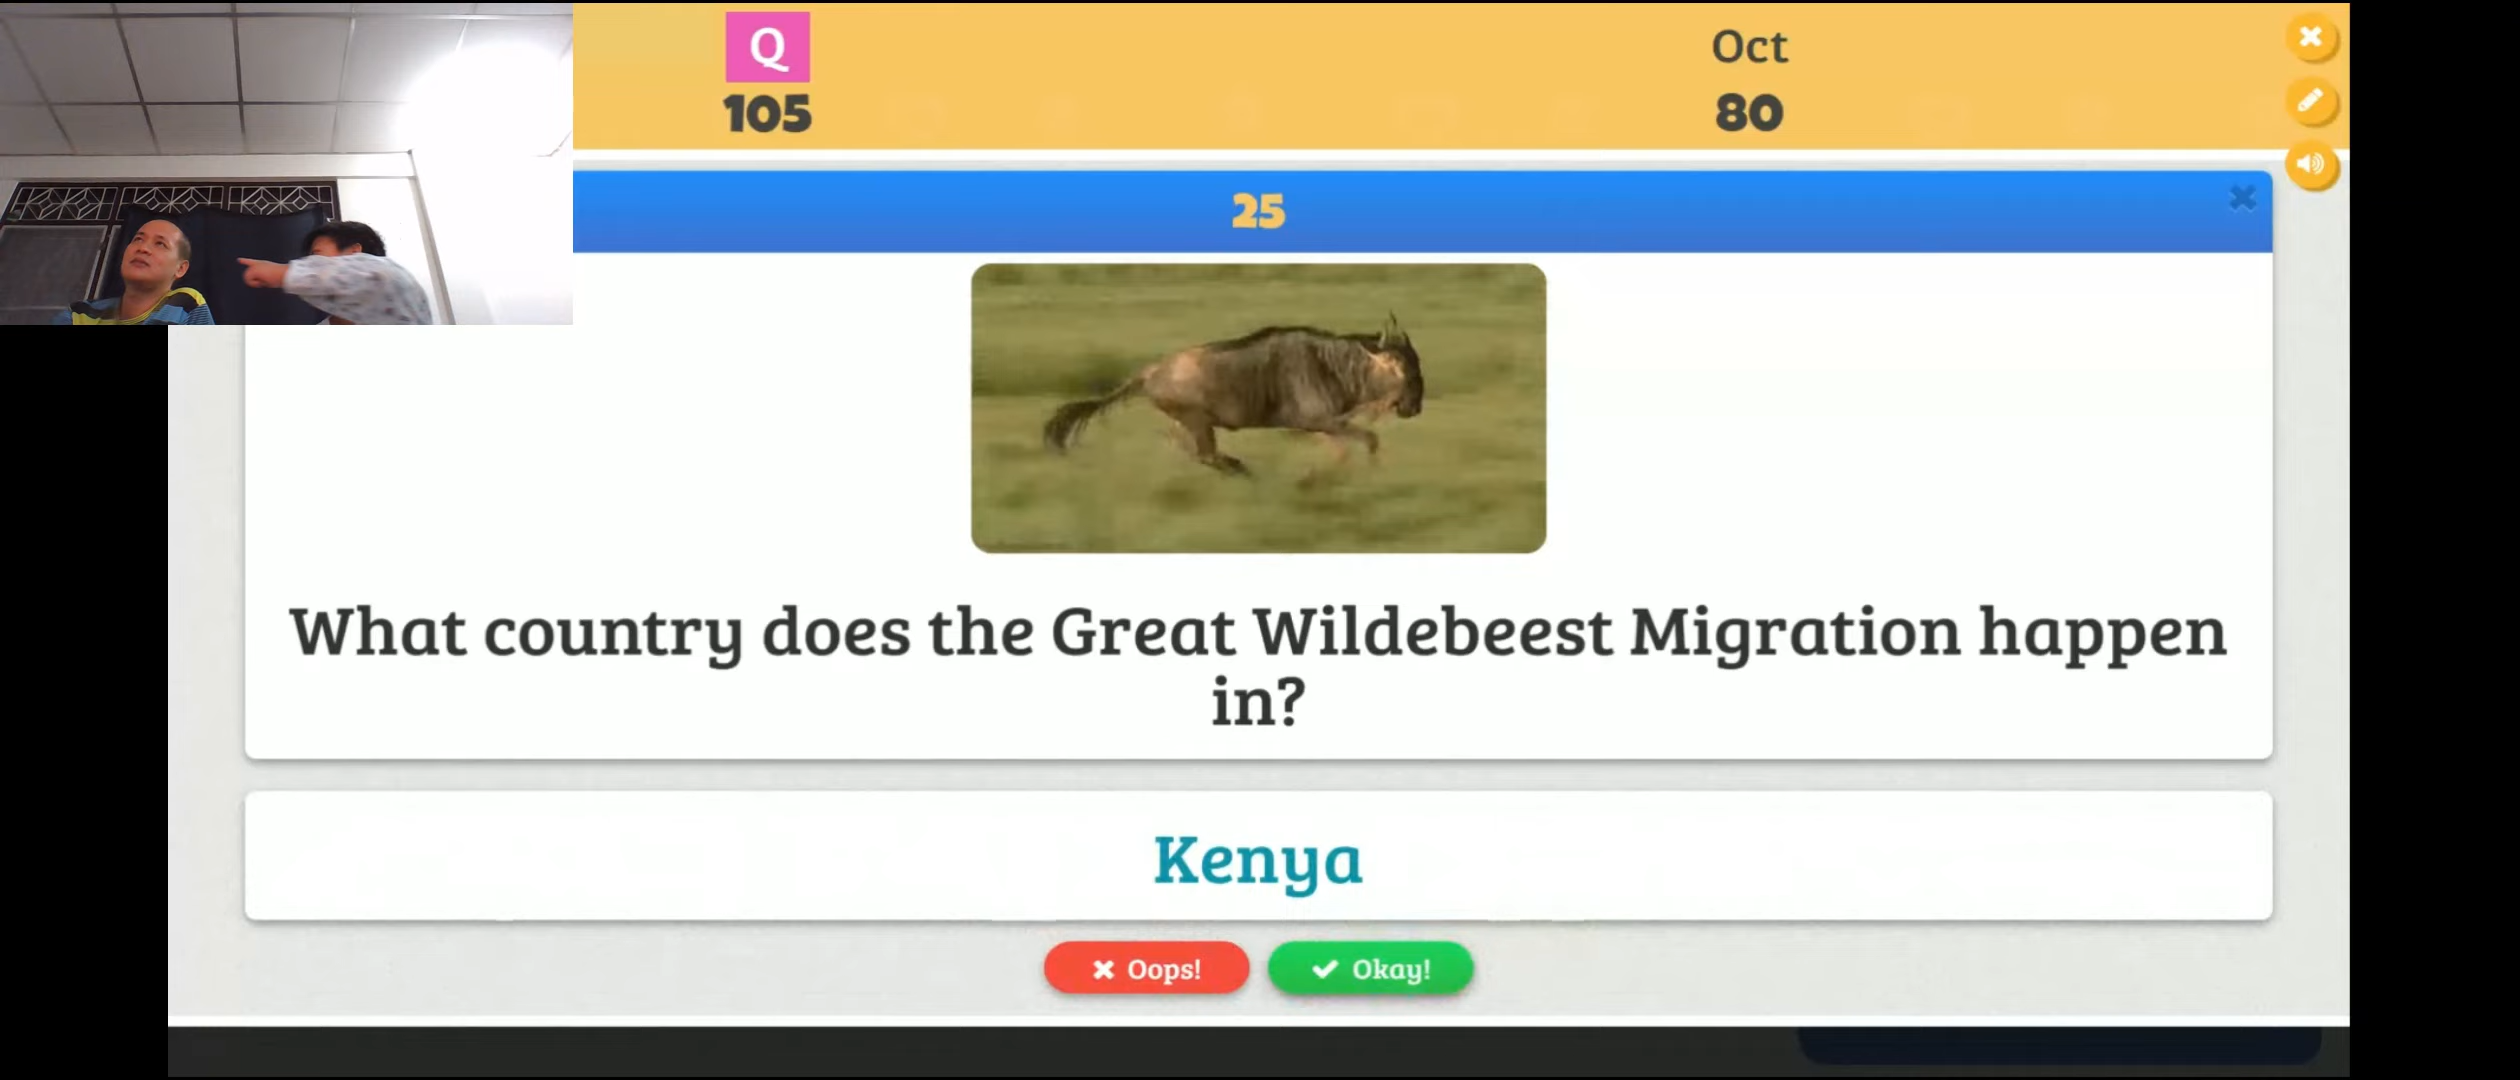 Q
105
Oct
80
25
What country does the Great Wildebeest Migration happen
in?
Kenya
Oops!
Okay!